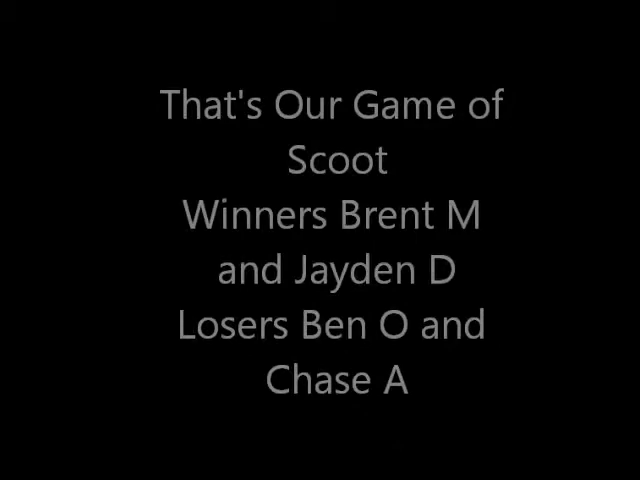 That's Our Game of
Scoot
Winners Brent M
and Jayden D
Losers Ben O and
Chase A